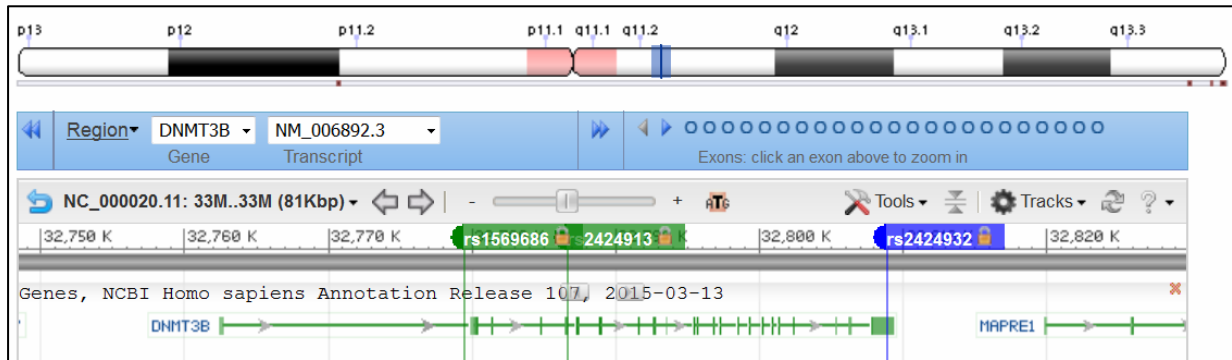 p13 p12 p11.2 p11.1 q11.1 q11.2 q12 q13.1 q13.2 q13.3
Region DNMT3B NM_006892.3
Gene Transcript Exons: click an exon above to zoom in
NC_000020.11: 33M..33M (81Kbp) - + ATG Tools Tracks ?
32,750 K 32,760 K 32,770 K rs1569686 rs2424913 K 32,800 K rs2424932 32,820 K
Genes, NCBI Homo sapiens Annotation Release 107, 2015-03-13
DNMT3B MAPRE1